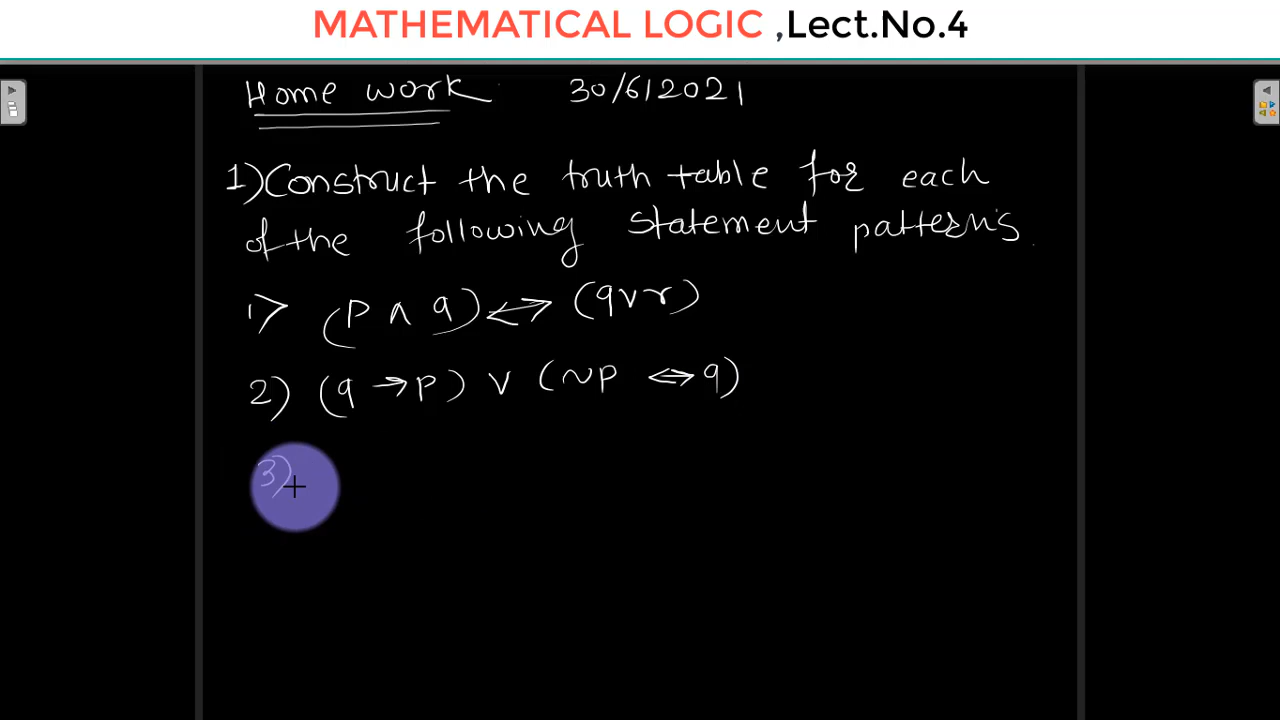 MATHEMATICAL LOGIC ,Lect.No.4
Home work 30/6/2021
1) Construct the truth table for each
of the following statement patterns.
1) (p ∧ q) ↔ (q ∨ r)
2) (q → p) ∨ (~p ↔ q)
3)